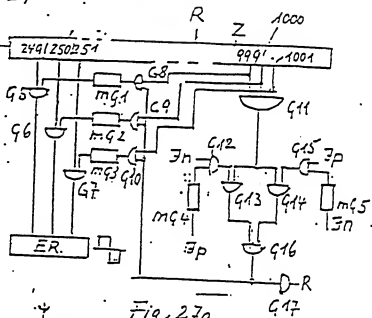 R Z 1000
249 250 251 999 1001
G5 mG1 G8
G6 mG2 G9 G11
mG3 G10 G12 G15
G7 ℈n ℈p
mG4 G13 G14 mG5
℈p ℈n
ER. G16
R
G17
Fig. 27a